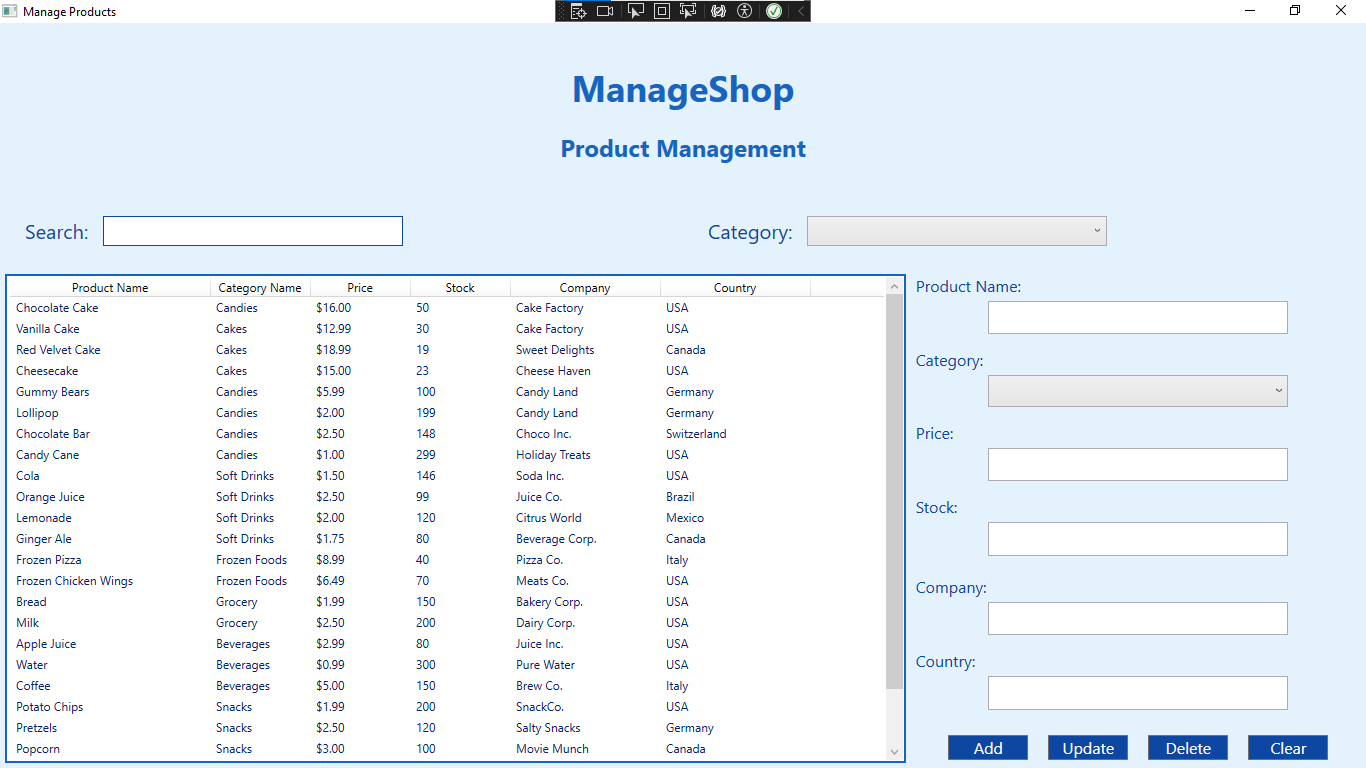 Manage Products
ManageShop
Product Management
Search: Category:
Product Name Category Name Price Stock Company Country
Chocolate Cake Candies $16.00 50 Cake Factory USA
Vanilla Cake Cakes $12.99 30 Cake Factory USA
Red Velvet Cake Cakes $18.99 19 Sweet Delights Canada
Cheesecake Cakes $15.00 23 Cheese Haven USA
Gummy Bears Candies $5.99 100 Candy Land Germany
Lollipop Candies $2.00 199 Candy Land Germany
Chocolate Bar Candies $2.50 148 Choco Inc. Switzerland
Candy Cane Candies $1.00 299 Holiday Treats USA
Cola Soft Drinks $1.50 146 Soda Inc. USA
Orange Juice Soft Drinks $2.50 99 Juice Co. Brazil
Lemonade Soft Drinks $2.00 120 Citrus World Mexico
Ginger Ale Soft Drinks $1.75 80 Beverage Corp. Canada
Frozen Pizza Frozen Foods $8.99 40 Pizza Co. Italy
Frozen Chicken Wings Frozen Foods $6.49 70 Meats Co. USA
Bread Grocery $1.99 150 Bakery Corp. USA
Milk Grocery $2.50 200 Dairy Corp. USA
Apple Juice Beverages $2.99 80 Juice Inc. USA
Water Beverages $0.99 300 Pure Water USA
Coffee Beverages $5.00 150 Brew Co. Italy
Potato Chips Snacks $1.99 200 SnackCo. USA
Pretzels Snacks $2.50 120 Salty Snacks Germany
Popcorn Snacks $3.00 100 Movie Munch Canada
Product Name:
Category:
Price:
Stock:
Company:
Country:
Add Update Delete Clear